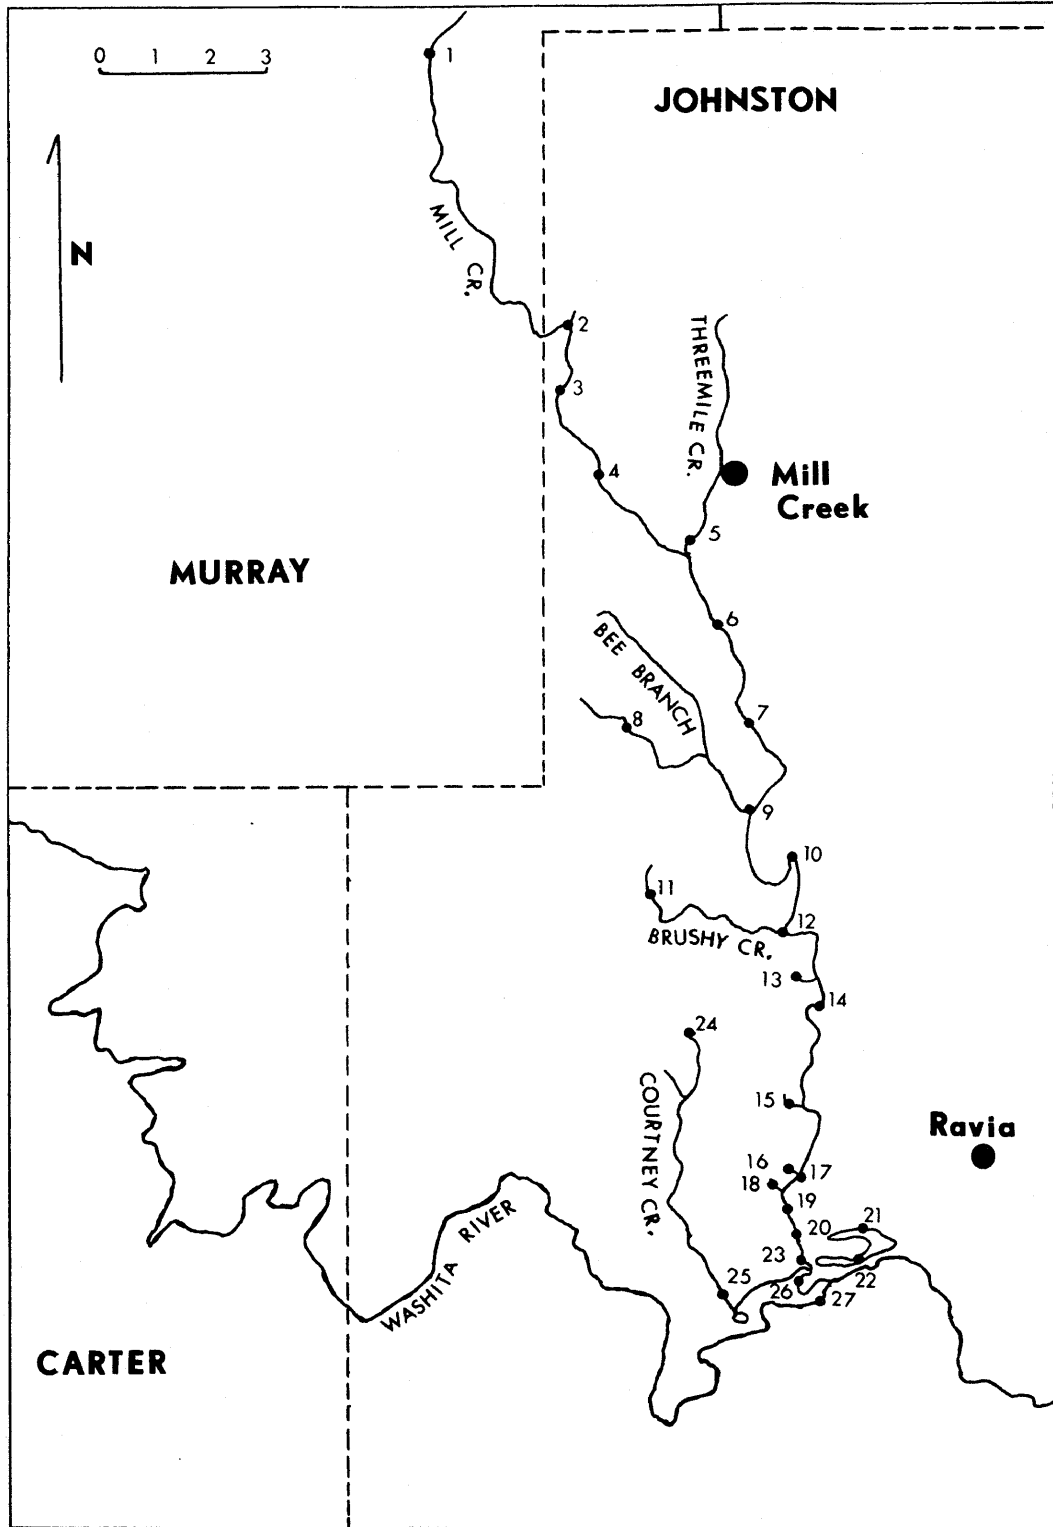 0 1 2 3
1
JOHNSTON
N
MILL CR.
2
THREEMILE CR.
3
4
Mill
Creek
5
MURRAY
6
BEE BRANCH
7
8
9
10
11
12
BRUSHY CR.
13
14
24
COURTNEY CR.
15
Ravia
16
17
18
19
20
21
23
22
WASHITA RIVER
25
26
27
CARTER